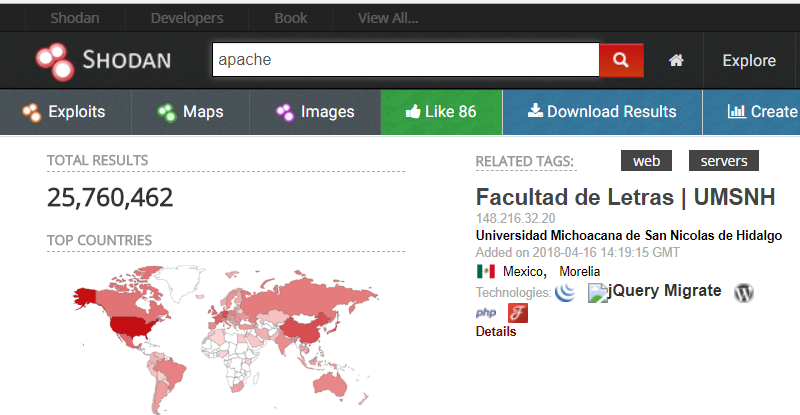 Shodan Developers Book View All...
SHODAN apache Explore
Exploits Maps Images Like 86 Download Results Create
TOTAL RESULTS
25,760,462
TOP COUNTRIES
RELATED TAGS: web servers
Facultad de Letras | UMSNH
148.216.32.20
Universidad Michoacana de San Nicolas de Hidalgo
Added on 2018-04-16 14:19:15 GMT
Mexico, Morelia
Technologies: jQuery Migrate
php
Details